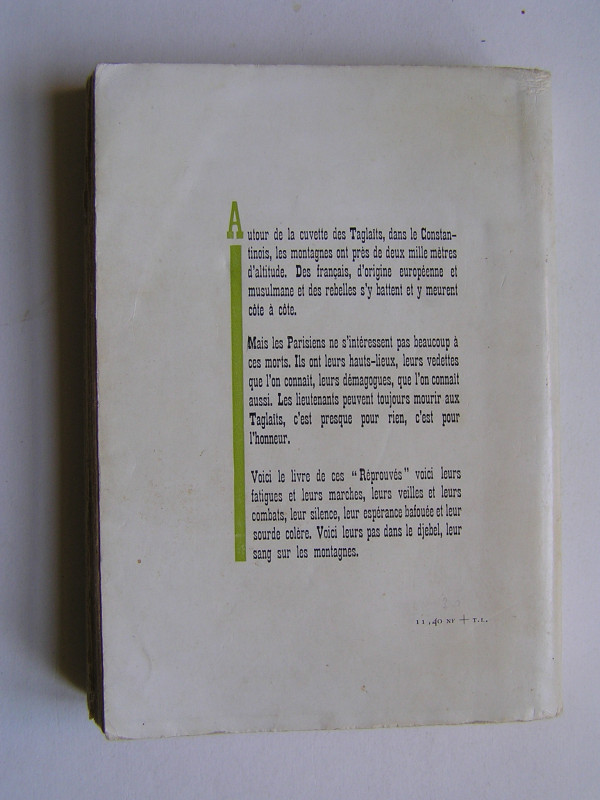 Autour de la cuvette des Taglaïts, dans le Constan-
tinois, les montagnes ont près de deux mille mètres
d'altitude. Des français, d'origine européenne et
musulmane et des rebelles s'y battent et y meurent
côte à côte.
Mais les Parisiens ne s'intéressent pas beaucoup à
ces morts. Ils ont leurs hauts-lieux, leurs vedettes
que l'on connaît, leurs démagogues, que l'on connaît
aussi. Les lieutenants peuvent toujours mourir aux
Taglaïts, c'est presque pour rien, c'est pour
l'honneur.
Voici le livre de ces "Réprouvés" voici leurs
fatigues et leurs marches, leurs veilles et leurs
combats, leur silence, leur espérance bafouée et leur
sourde colère. Voici leurs pas dans le djebel, leur
sang sur les montagnes.
11,40 NF + T.L.